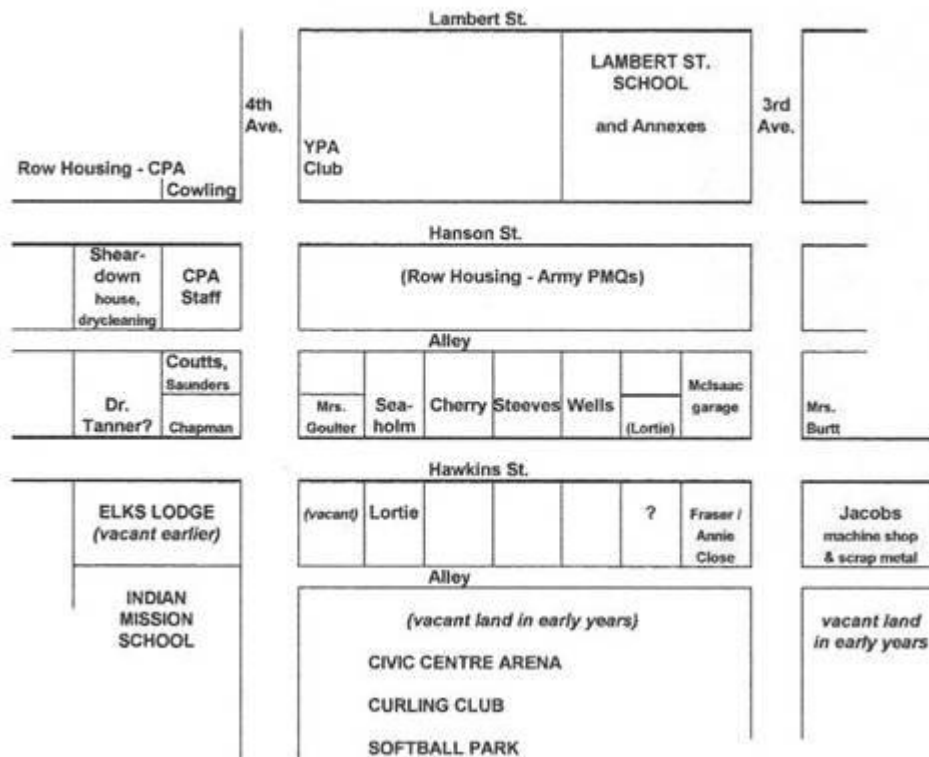 Lambert St.
LAMBERT ST.
SCHOOL
and Annexes
4th
Ave.
3rd
Ave.
YPA
Club
Row Housing - CPA
Cowling
Hanson St.
Shear-
down
house,
drycleaning
CPA
Staff
(Row Housing - Army PMQs)
Alley
Coutts,
Saunders
Dr.
Tanner?
Chapman
Mrs.
Goulter
Sea-
holm
Cherry
Steeves
Wells
(Lortie)
McIsaac
garage
Mrs.
Burtt
Hawkins St.
ELKS LODGE
(vacant earlier)
(vacant)
Lortie
?
Fraser /
Annie
Close
Jacobs
machine shop
& scrap metal
Alley
INDIAN
MISSION
SCHOOL
(vacant land in early years)
CIVIC CENTRE ARENA
CURLING CLUB
SOFTBALL PARK
vacant land
in early years